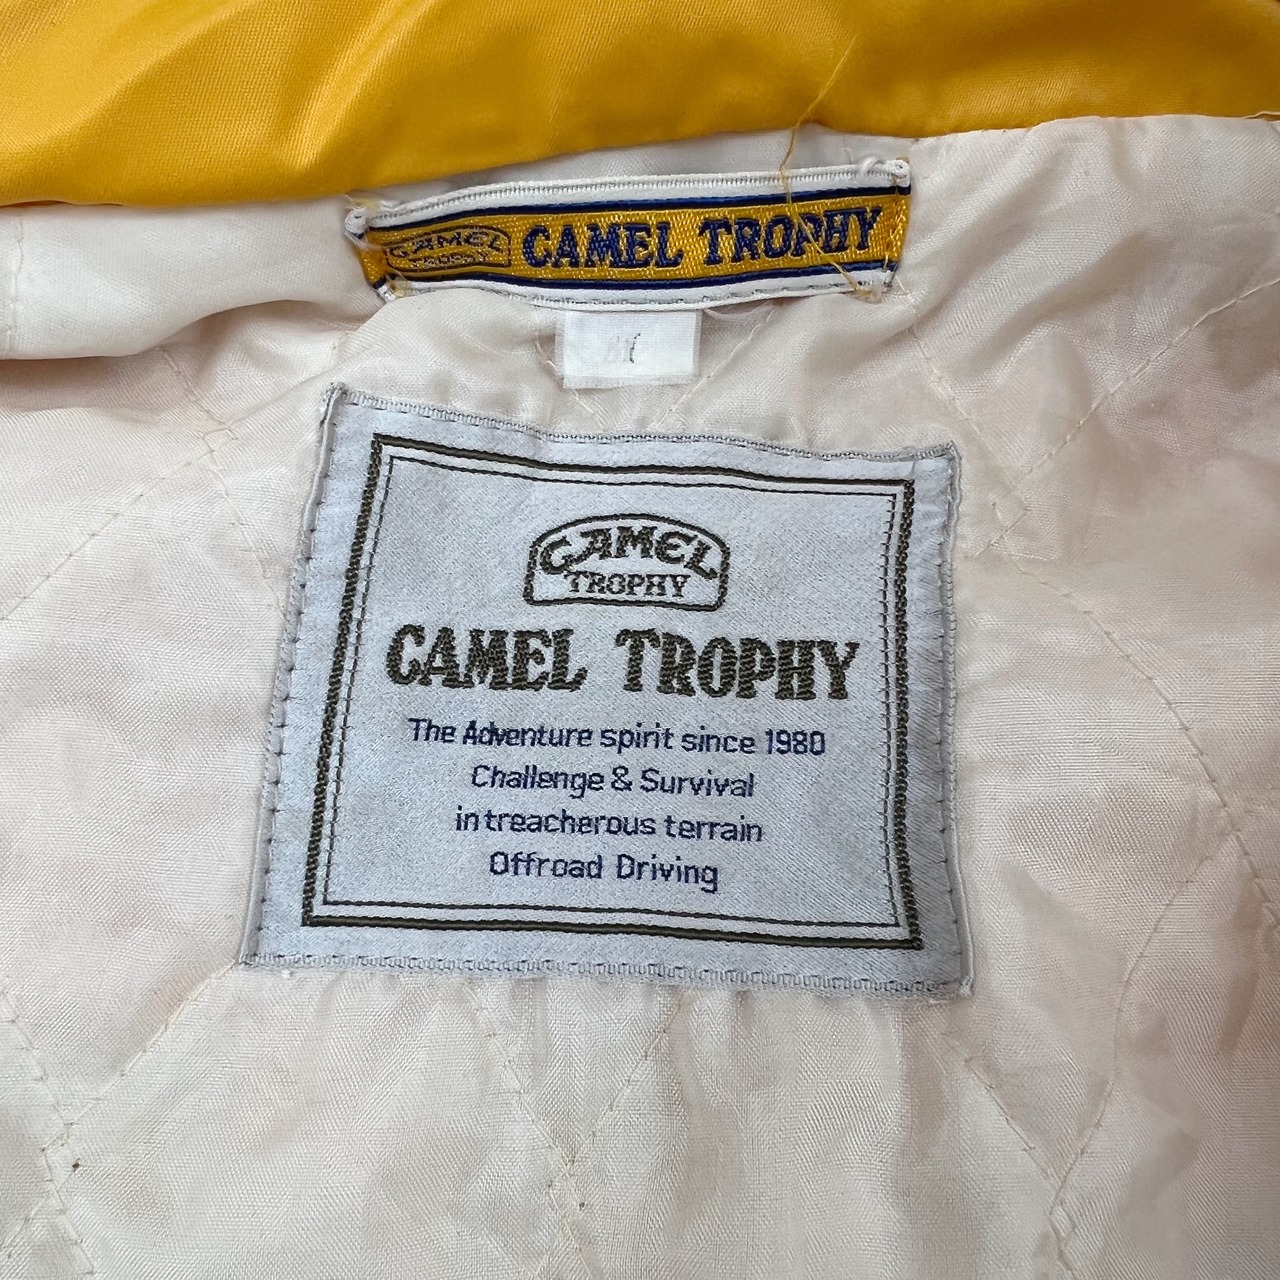 CAMEL TROPHY CAMEL TROPHY
CAMEL
TROPHY
CAMEL TROPHY
The Adventure spirit since 1980
Challenge & Survival
in treacherous terrain
Offroad Driving